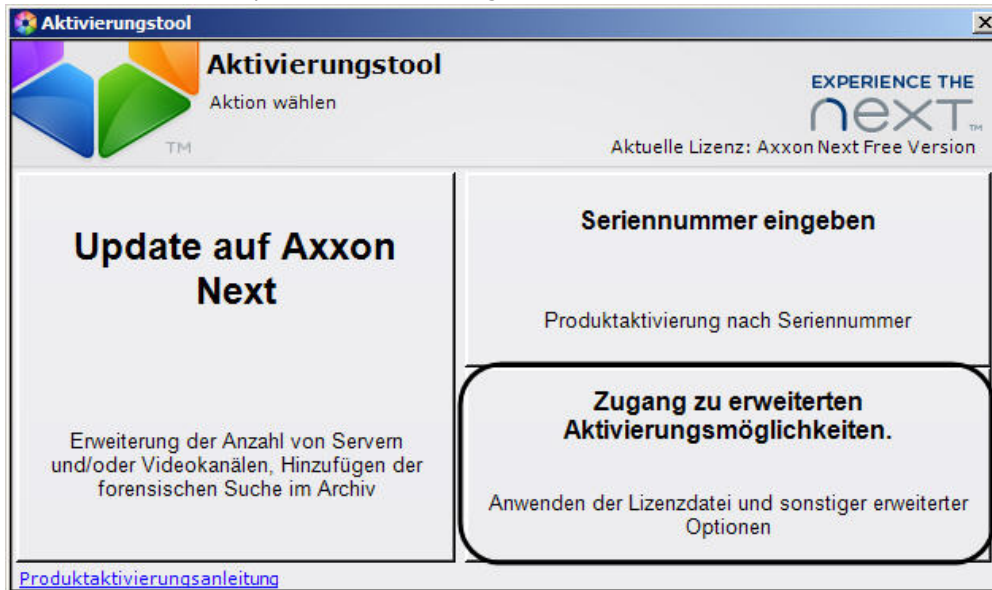 Aktivierungstool
Aktivierungstool
Aktion wählen
TM
EXPERIENCE THE
next TM
Aktuelle Lizenz: Axxon Next Free Version
Update auf Axxon
Next
Erweiterung der Anzahl von Servern
und/oder Videokanälen, Hinzufügen der
forensischen Suche im Archiv
Seriennummer eingeben
Produktaktivierung nach Seriennummer
Zugang zu erweiterten
Aktivierungsmöglichkeiten.
Anwenden der Lizenzdatei und sonstiger erweiterter
Optionen
Produktaktivierungsanleitung